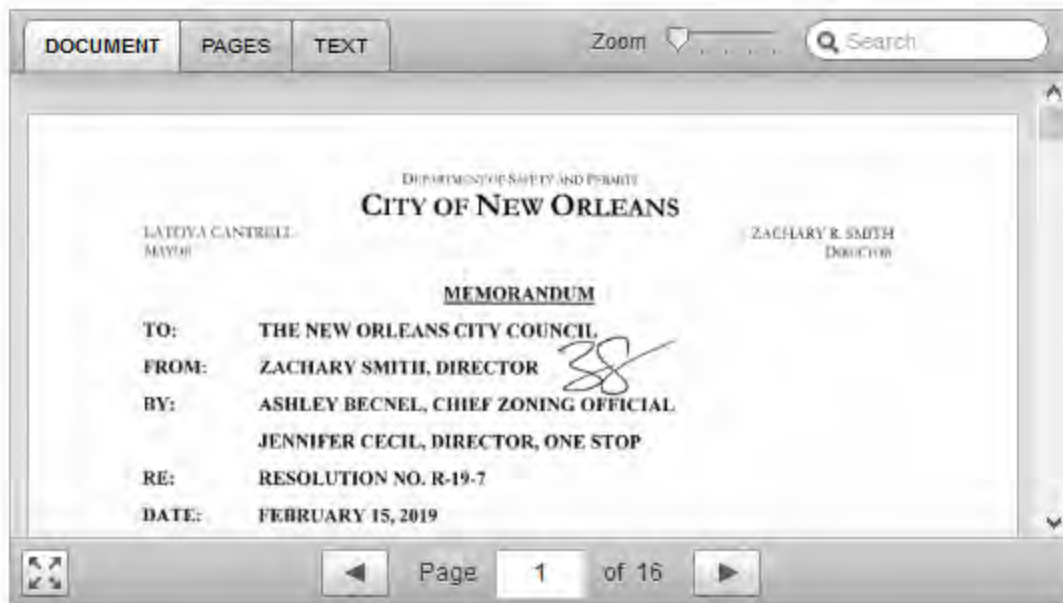 DOCUMENT PAGES TEXT Zoom Search
DEPARTMENT OF SAFETY AND PERMITS
CITY OF NEW ORLEANS
LATOYA CANTRELL ZACHARY R. SMITH
MAYOR DIRECTOR
MEMORANDUM
TO: THE NEW ORLEANS CITY COUNCIL
FROM: ZACHARY SMITH, DIRECTOR
BY: ASHLEY BECNEL, CHIEF ZONING OFFICIAL
JENNIFER CECIL, DIRECTOR, ONE STOP
RE: RESOLUTION NO. R-19-7
DATE: FEBRUARY 15, 2019
Page 1 of 16